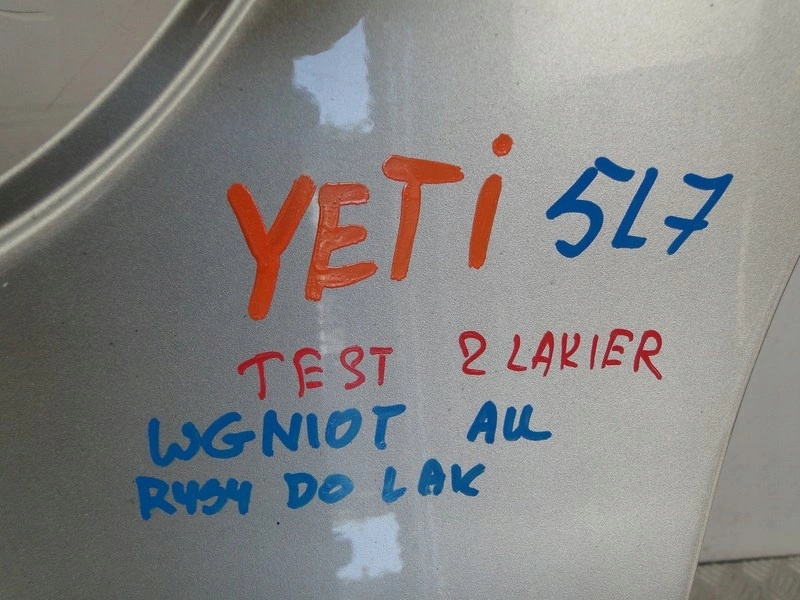 YETi 5L7
TEST 2 LAKIER
WGNIOT ALL
RYSY DO LAK